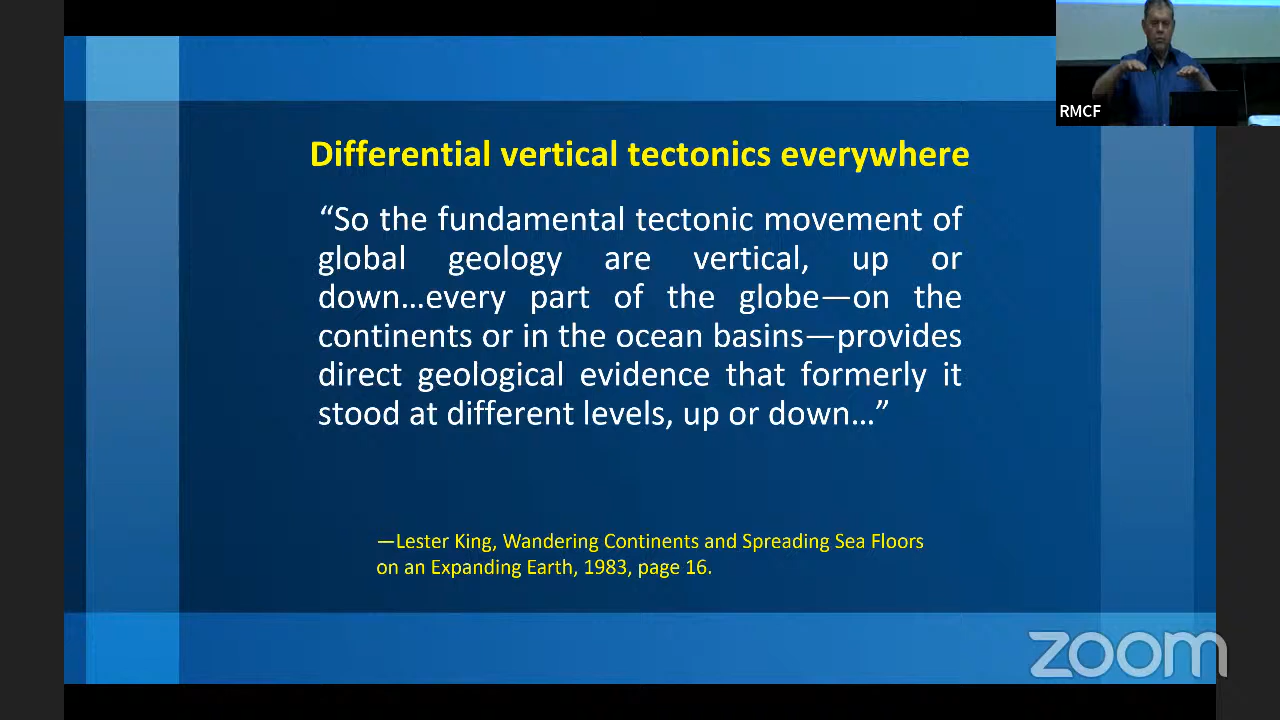 RMCF
Differential vertical tectonics everywhere
“So the fundamental tectonic movement of
global geology are vertical, up or
down…every part of the globe—on the
continents or in the ocean basins—provides
direct geological evidence that formerly it
stood at different levels, up or down…”
—Lester King, Wandering Continents and Spreading Sea Floors
on an Expanding Earth, 1983, page 16.
zoom